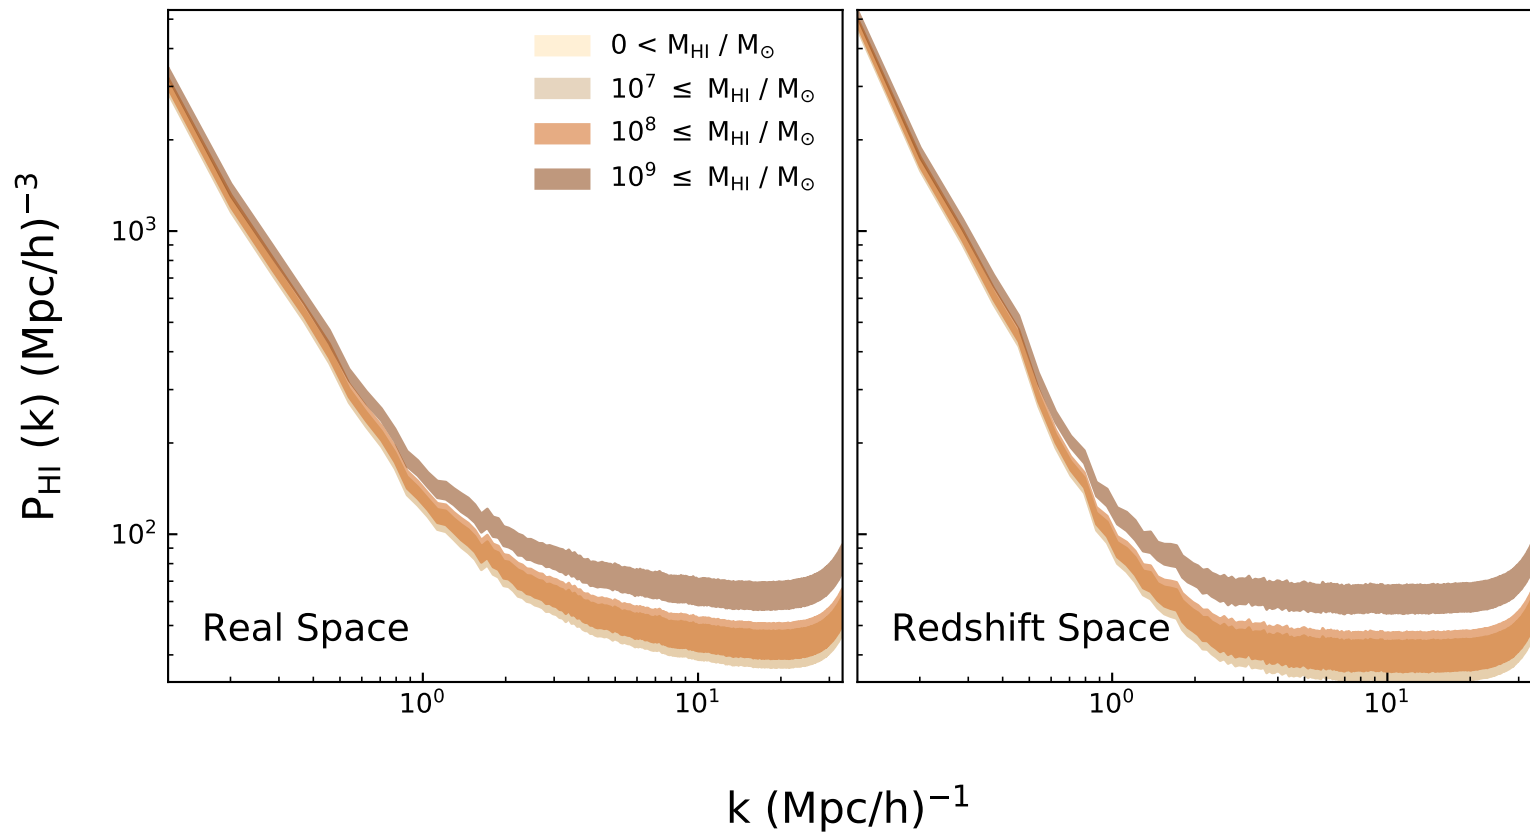 0 < M_HI / M_⊙
10^7 ≤ M_HI / M_⊙
10^8 ≤ M_HI / M_⊙
10^9 ≤ M_HI / M_⊙
P_HI (k) (Mpc/h)^−3
10^3
10^2
Real Space
Redshift Space
10^0
10^1
10^0
10^1
k (Mpc/h)^−1